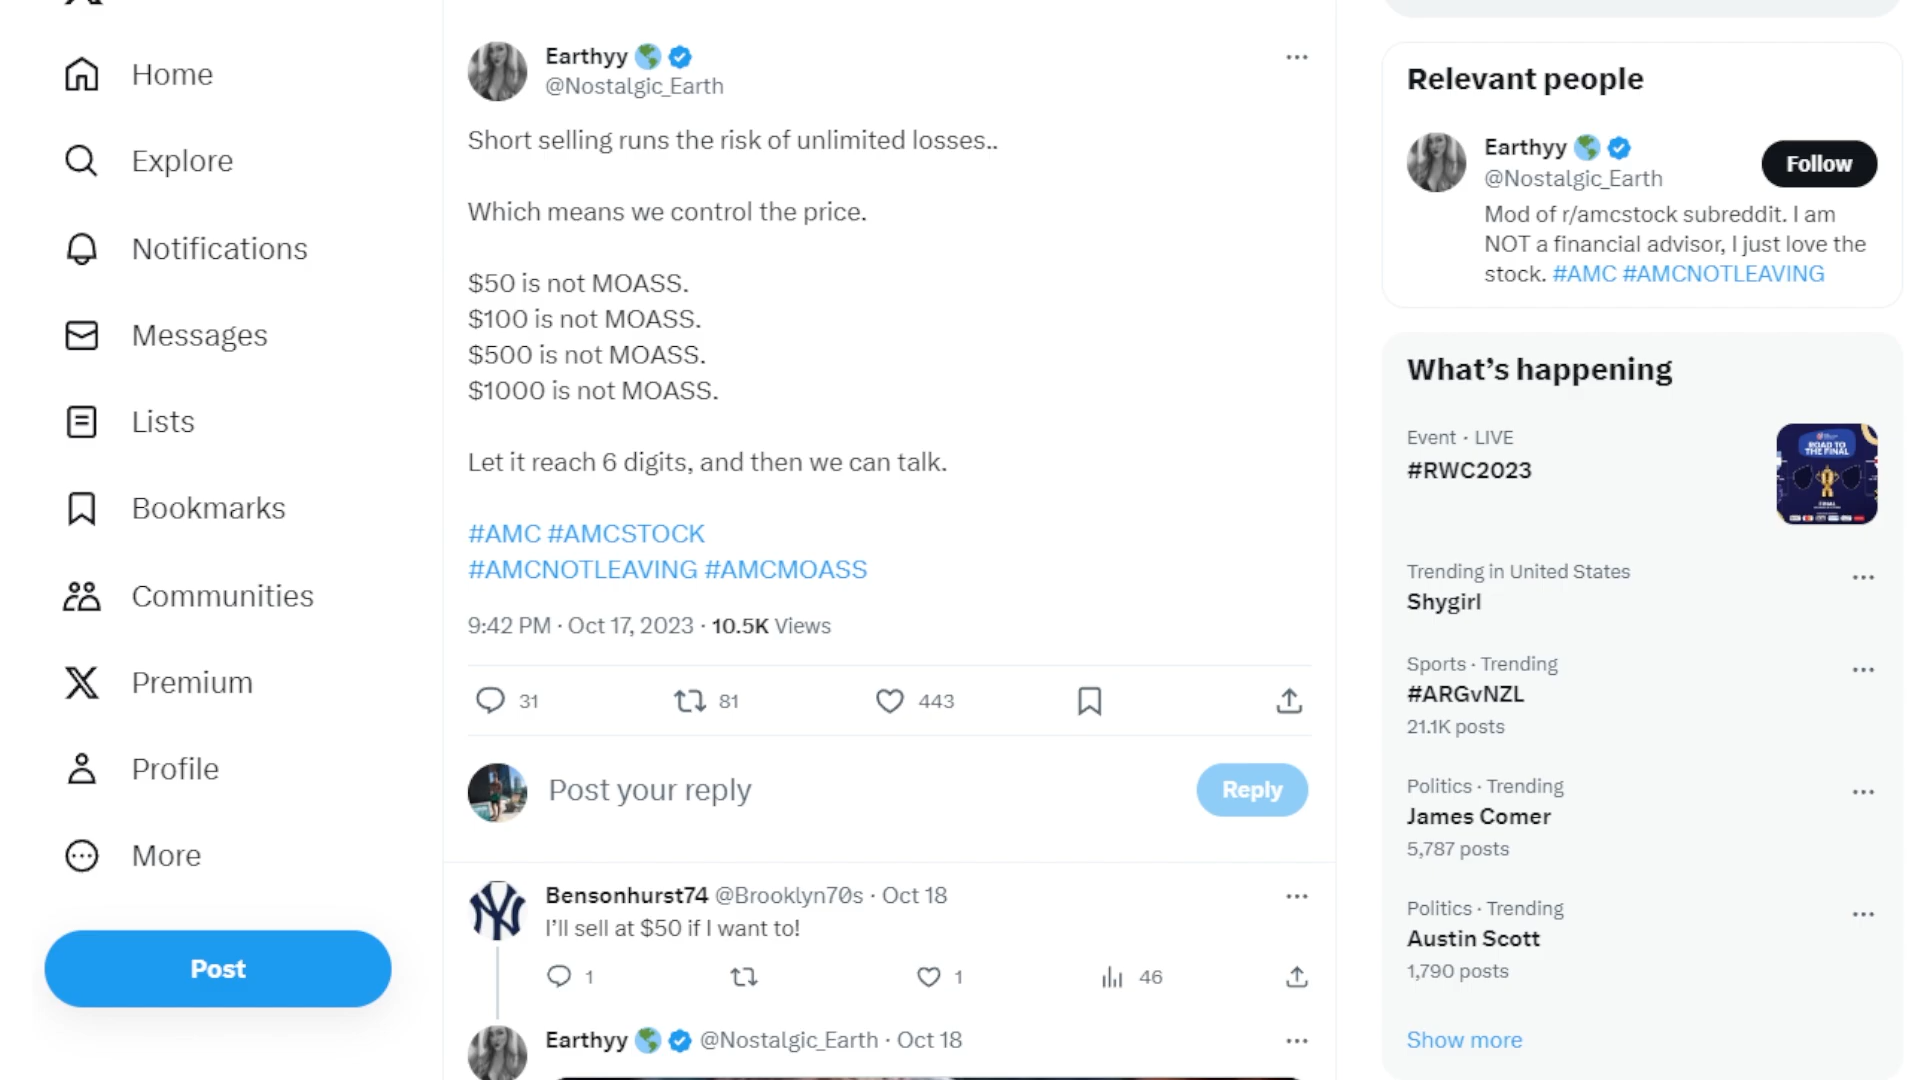 Home
Explore
Notifications
Messages
Lists
Bookmarks
Communities
Premium
Profile
More
Post
Earthyy
@Nostalgic_Earth
Short selling runs the risk of unlimited losses..
Which means we control the price.
$50 is not MOASS.
$100 is not MOASS.
$500 is not MOASS.
$1000 is not MOASS.
Let it reach 6 digits, and then we can talk.
#AMC #AMCSTOCK
#AMCNOTLEAVING #AMCMOASS
9:42 PM · Oct 17, 2023 · 10.5K Views
31 81 443
Post your reply
Reply
Bensonhurst74 @Brooklyn70s · Oct 18
I'll sell at $50 if I want to!
1 1 46
Earthyy @Nostalgic_Earth · Oct 18
Relevant people
Earthyy
@Nostalgic_Earth
Follow
Mod of r/amcstock subreddit. I am
NOT a financial advisor, I just love the
stock. #AMC #AMCNOTLEAVING
What's happening
Event · LIVE
#RWC2023
ROAD TO
THE FINAL
Trending in United States
Shygirl
Sports · Trending
#ARGvNZL
21.1K posts
Politics · Trending
James Comer
5,787 posts
Politics · Trending
Austin Scott
1,790 posts
Show more